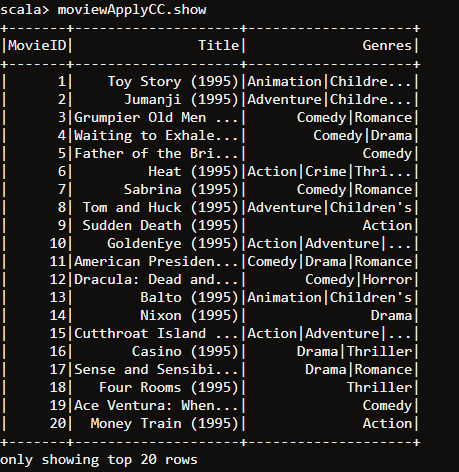 scala> moviewApplyCC.show
+-------+--------------------+--------------------+
|MovieID|               Title|              Genres|
+-------+--------------------+--------------------+
|      1|    Toy Story (1995)|Animation|Childre...|
|      2|      Jumanji (1995)|Adventure|Childre...|
|      3|Grumpier Old Men ...|      Comedy|Romance|
|      4|Waiting to Exhale...|        Comedy|Drama|
|      5|Father of the Bri...|              Comedy|
|      6|         Heat (1995)|Action|Crime|Thri...|
|      7|      Sabrina (1995)|      Comedy|Romance|
|      8| Tom and Huck (1995)|Adventure|Children's|
|      9| Sudden Death (1995)|              Action|
|     10|    GoldenEye (1995)|Action|Adventure|...|
|     11|American Presiden...|Comedy|Drama|Romance|
|     12|Dracula: Dead and...|       Comedy|Horror|
|     13|        Balto (1995)|Animation|Children's|
|     14|        Nixon (1995)|               Drama|
|     15|Cutthroat Island ...|Action|Adventure|...|
|     16|       Casino (1995)|      Drama|Thriller|
|     17|Sense and Sensibi...|       Drama|Romance|
|     18|   Four Rooms (1995)|            Thriller|
|     19|Ace Ventura: When...|              Comedy|
|     20|  Money Train (1995)|              Action|
+-------+--------------------+--------------------+
only showing top 20 rows